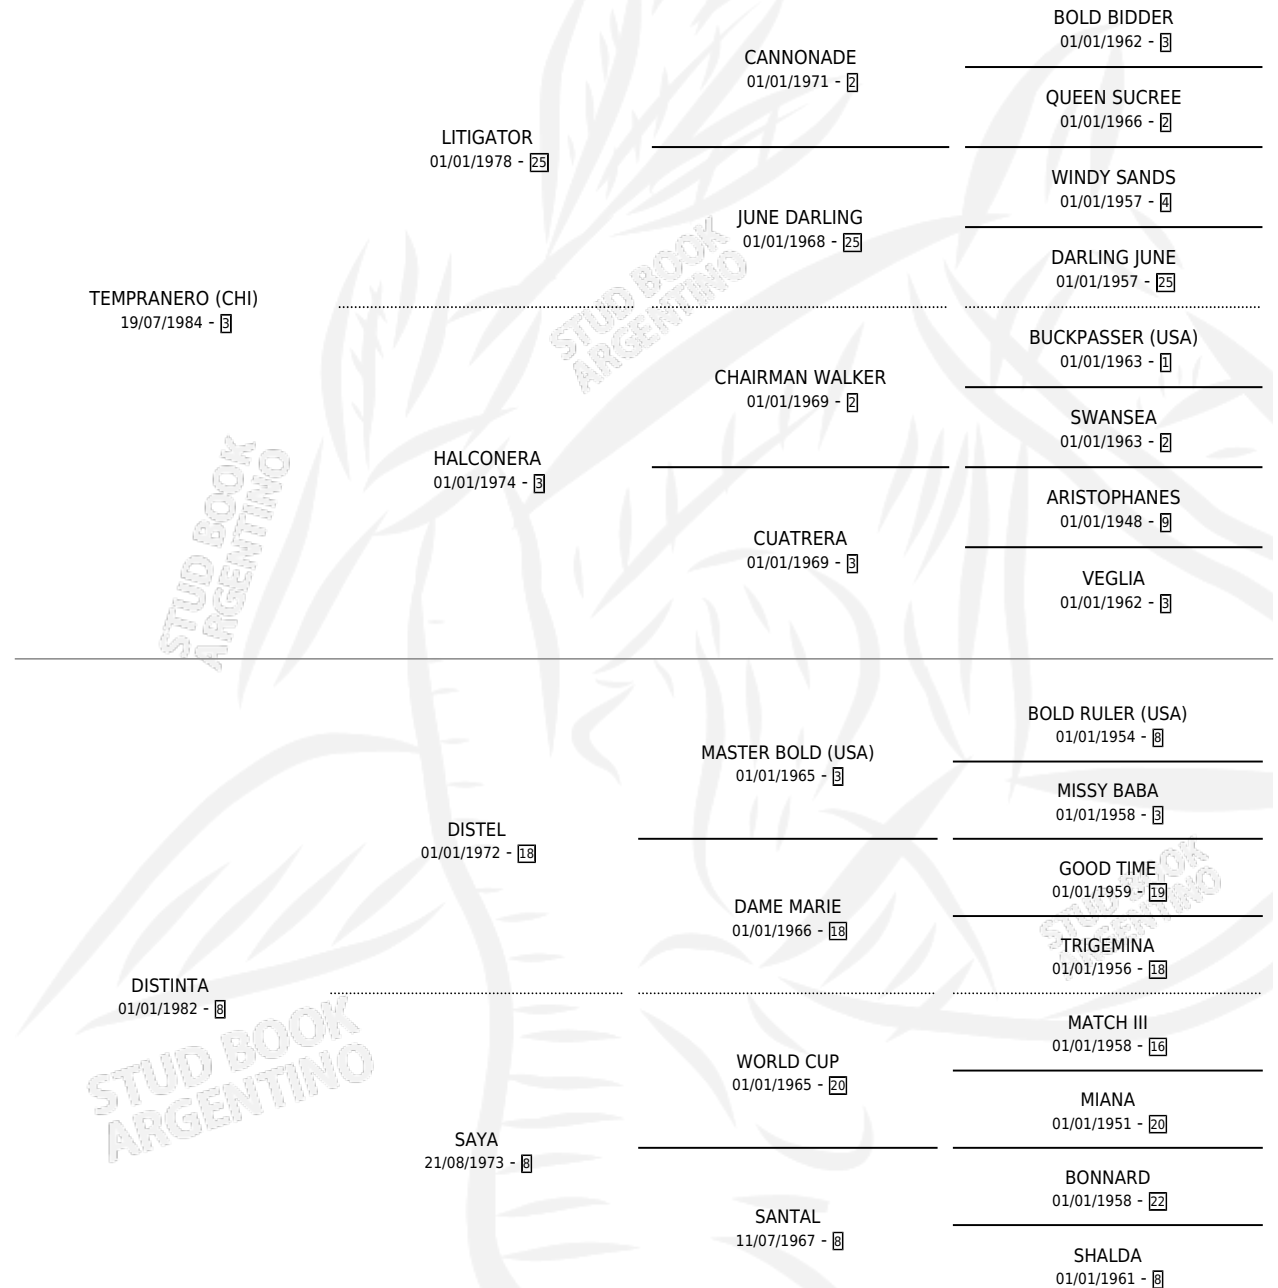 BOLD BIDDER
01/01/1962 - 3
CANNONADE
01/01/1971 - 2
QUEEN SUCREE
01/01/1966 - 2
LITIGATOR
01/01/1978 - 25
WINDY SANDS
01/01/1957 - 4
JUNE DARLING
01/01/1968 - 25
DARLING JUNE
01/01/1957 - 25
TEMPRANERO (CHI)
19/07/1984 - 3
BUCKPASSER (USA)
01/01/1963 - 1
CHAIRMAN WALKER
01/01/1969 - 2
SWANSEA
01/01/1963 - 2
HALCONERA
01/01/1974 - 3
ARISTOPHANES
01/01/1948 - 9
CUATRERA
01/01/1969 - 3
VEGLIA
01/01/1962 - 3
STUD BOOK
ARGENTINO
STUD BOOK
ARGENTINO
BOLD RULER (USA)
01/01/1954 - 8
MASTER BOLD (USA)
01/01/1965 - 3
MISSY BABA
01/01/1958 - 3
DISTEL
01/01/1972 - 18
GOOD TIME
01/01/1959 - 19
DAME MARIE
01/01/1966 - 18
TRIGEMINA
01/01/1956 - 18
STUD BOOK
ARGENTINO
DISTINTA
01/01/1982 - 8
MATCH III
01/01/1958 - 16
WORLD CUP
01/01/1965 - 20
MIANA
01/01/1951 - 20
STUD BOOK
ARGENTINO
SAYA
21/08/1973 - 8
BONNARD
01/01/1958 - 22
SANTAL
11/07/1967 - 8
SHALDA
01/01/1961 - 8